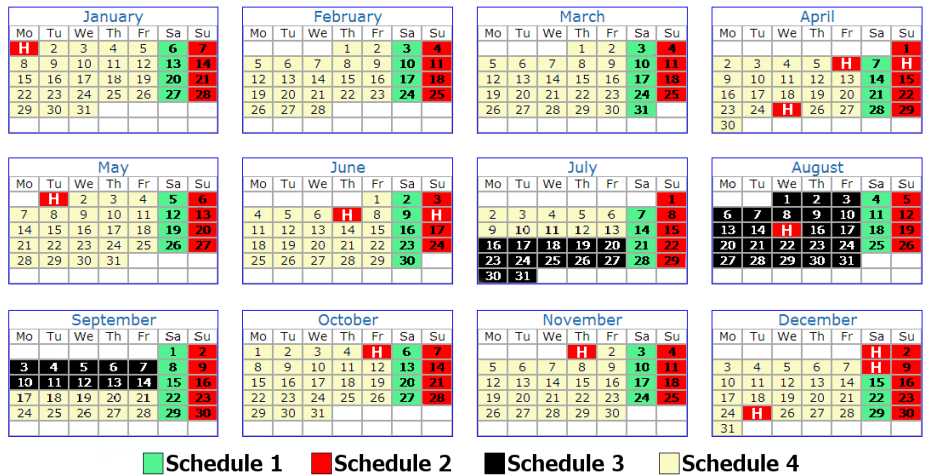 January
Mo Tu We Th Fr Sa Su
H 2 3 4 5 6 7
8 9 10 11 12 13 14
15 16 17 18 19 20 21
22 23 24 25 26 27 28
29 30 31
February
Mo Tu We Th Fr Sa Su
1 2 3 4
5 6 7 8 9 10 11
12 13 14 15 16 17 18
19 20 21 22 23 24 25
26 27 28
March
Mo Tu We Th Fr Sa Su
1 2 3 4
5 6 7 8 9 10 11
12 13 14 15 16 17 18
19 20 21 22 23 24 25
26 27 28 29 30 31
April
Mo Tu We Th Fr Sa Su
1
2 3 4 5 H 7 H
9 10 11 12 13 14 15
16 17 18 19 20 21 22
23 24 H 26 27 28 29
30
May
Mo Tu We Th Fr Sa Su
H 2 3 4 5 6
7 8 9 10 11 12 13
14 15 16 17 18 19 20
21 22 23 24 25 26 27
28 29 30 31
June
Mo Tu We Th Fr Sa Su
1 2 3
4 5 6 H 8 9 H
11 12 13 14 15 16 17
18 19 20 21 22 23 24
25 26 27 28 29 30
July
Mo Tu We Th Fr Sa Su
1
2 3 4 5 6 7 8
9 10 11 12 13 14 15
16 17 18 19 20 21 22
23 24 25 26 27 28 29
30 31
August
Mo Tu We Th Fr Sa Su
1 2 3 4 5
6 7 8 9 10 11 12
13 14 H 16 17 18 19
20 21 22 23 24 25 26
27 28 29 30 31
September
Mo Tu We Th Fr Sa Su
1 2
3 4 5 6 7 8 9
10 11 12 13 14 15 16
17 18 19 20 21 22 23
24 25 26 27 28 29 30
October
Mo Tu We Th Fr Sa Su
1 2 3 4 H 6 7
8 9 10 11 12 13 14
15 16 17 18 19 20 21
22 23 24 25 26 27 28
29 30 31
November
Mo Tu We Th Fr Sa Su
H 2 3 4
5 6 7 8 9 10 11
12 13 14 15 16 17 18
19 20 21 22 23 24 25
26 27 28 29 30
December
Mo Tu We Th Fr Sa Su
H 2
3 4 5 6 7 H 9
10 11 12 13 14 15 16
17 18 19 20 21 22 23
24 H 26 27 28 29 30
31
Schedule 1 Schedule 2 Schedule 3 Schedule 4